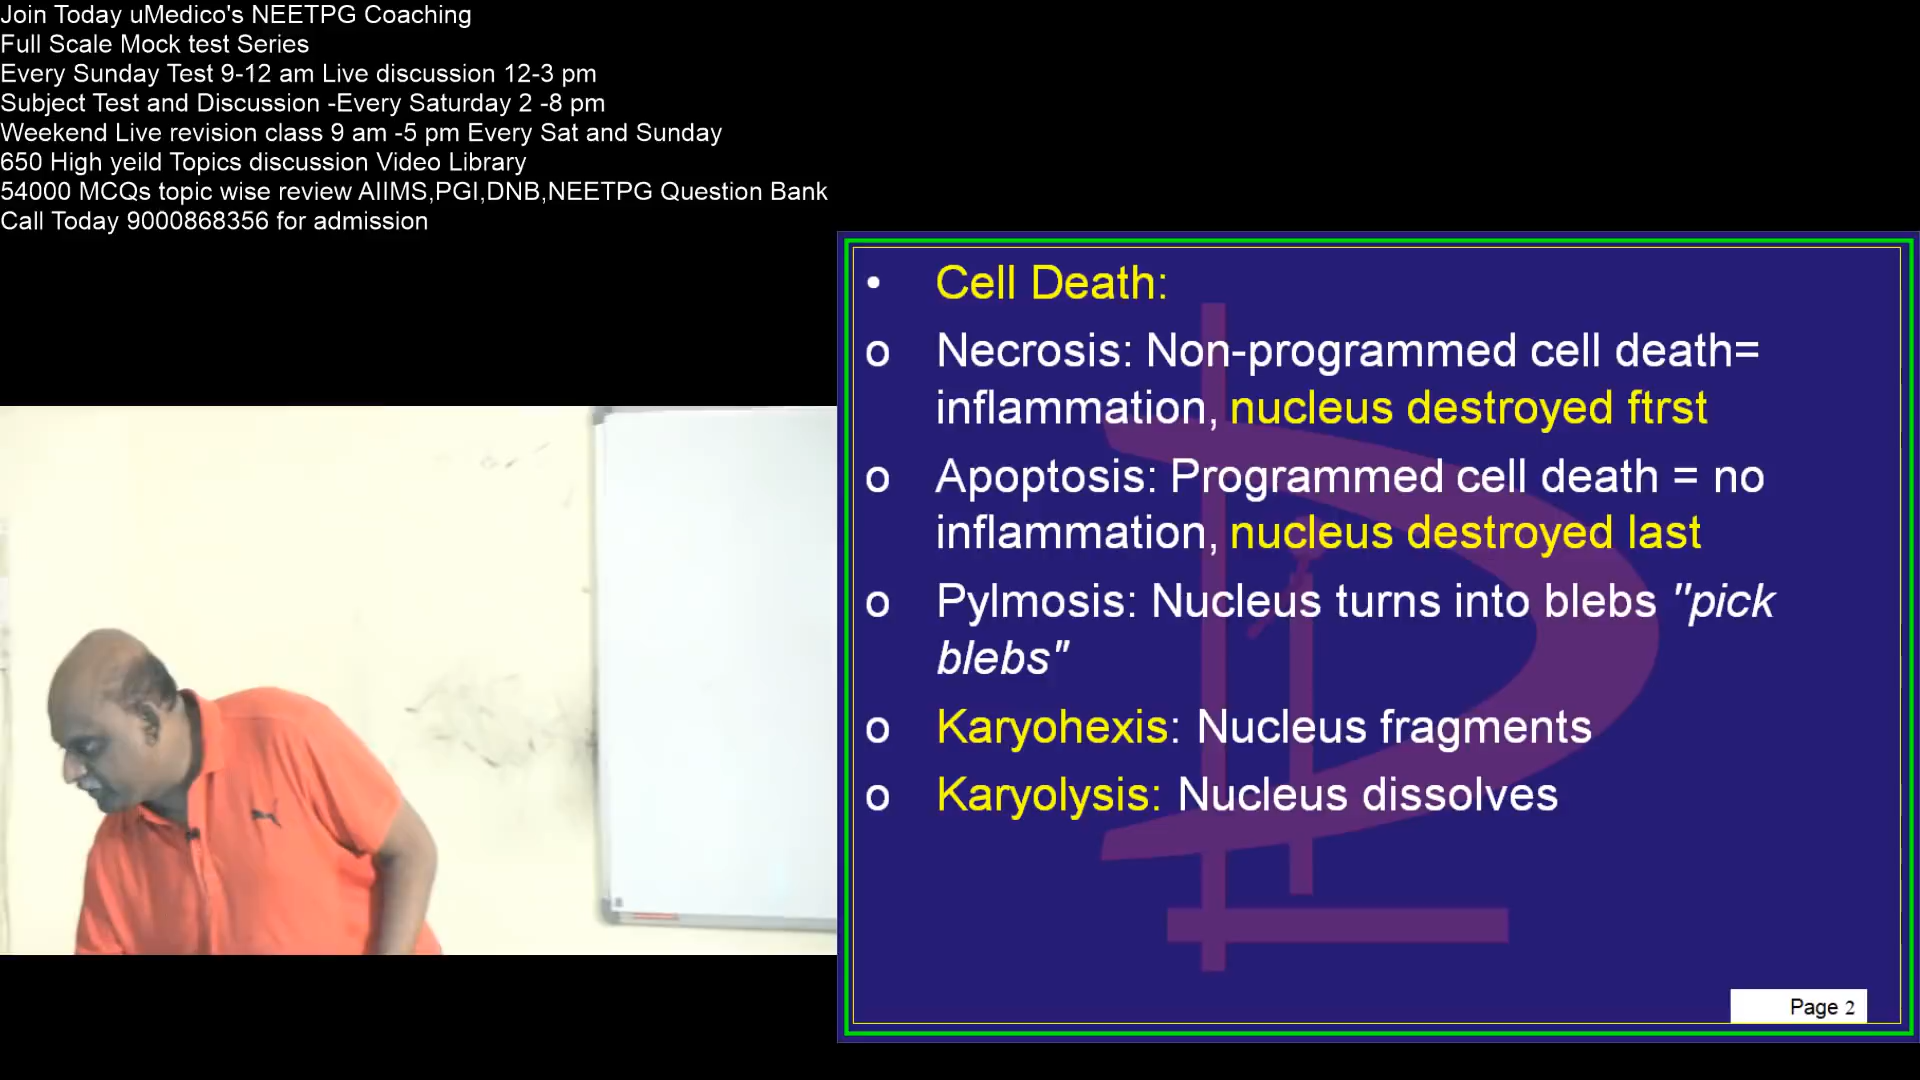 Join Today uMedico's NEETPG Coaching
Full Scale Mock test Series
Every Sunday Test 9-12 am Live discussion 12-3 pm
Subject Test and Discussion -Every Saturday 2 -8 pm
Weekend Live revision class 9 am -5 pm Every Sat and Sunday
650 High yeild Topics discussion Video Library
54000 MCQs topic wise review AIIMS,PGI,DNB,NEETPG Question Bank
Call Today 9000868356 for admission
• Cell Death:
o Necrosis: Non-programmed cell death=
inflammation, nucleus destroyed ftrst
o Apoptosis: Programmed cell death = no
inflammation, nucleus destroyed last
o Pylmosis: Nucleus turns into blebs "pick
blebs"
o Karyohexis: Nucleus fragments
o Karyolysis: Nucleus dissolves
Page 2